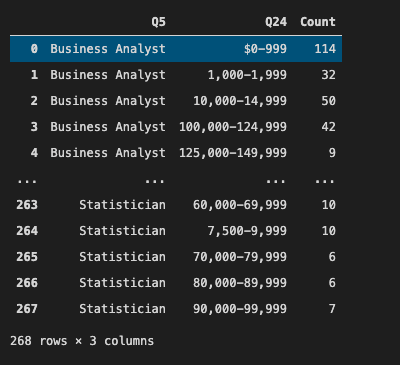 Q5 Q24 Count
0 Business Analyst $0-999 114
1 Business Analyst 1,000-1,999 32
2 Business Analyst 10,000-14,999 50
3 Business Analyst 100,000-124,999 42
4 Business Analyst 125,000-149,999 9
... ... ... ...
263 Statistician 60,000-69,999 10
264 Statistician 7,500-9,999 10
265 Statistician 70,000-79,999 6
266 Statistician 80,000-89,999 6
267 Statistician 90,000-99,999 7
268 rows × 3 columns